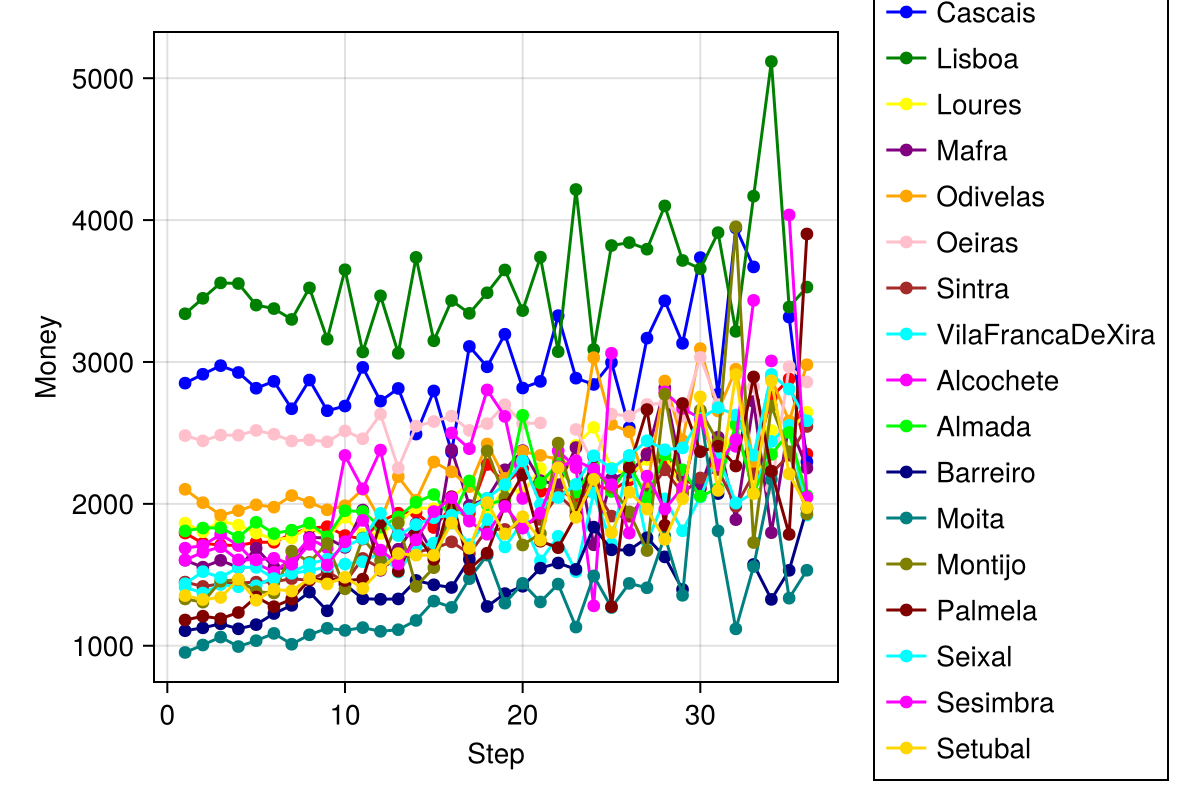 Money
5000
4000
3000
2000
1000
0
10
20
30
Step
Cascais
Lisboa
Loures
Mafra
Odivelas
Oeiras
Sintra
VilaFrancaDeXira
Alcochete
Almada
Barreiro
Moita
Montijo
Palmela
Seixal
Sesimbra
Setubal